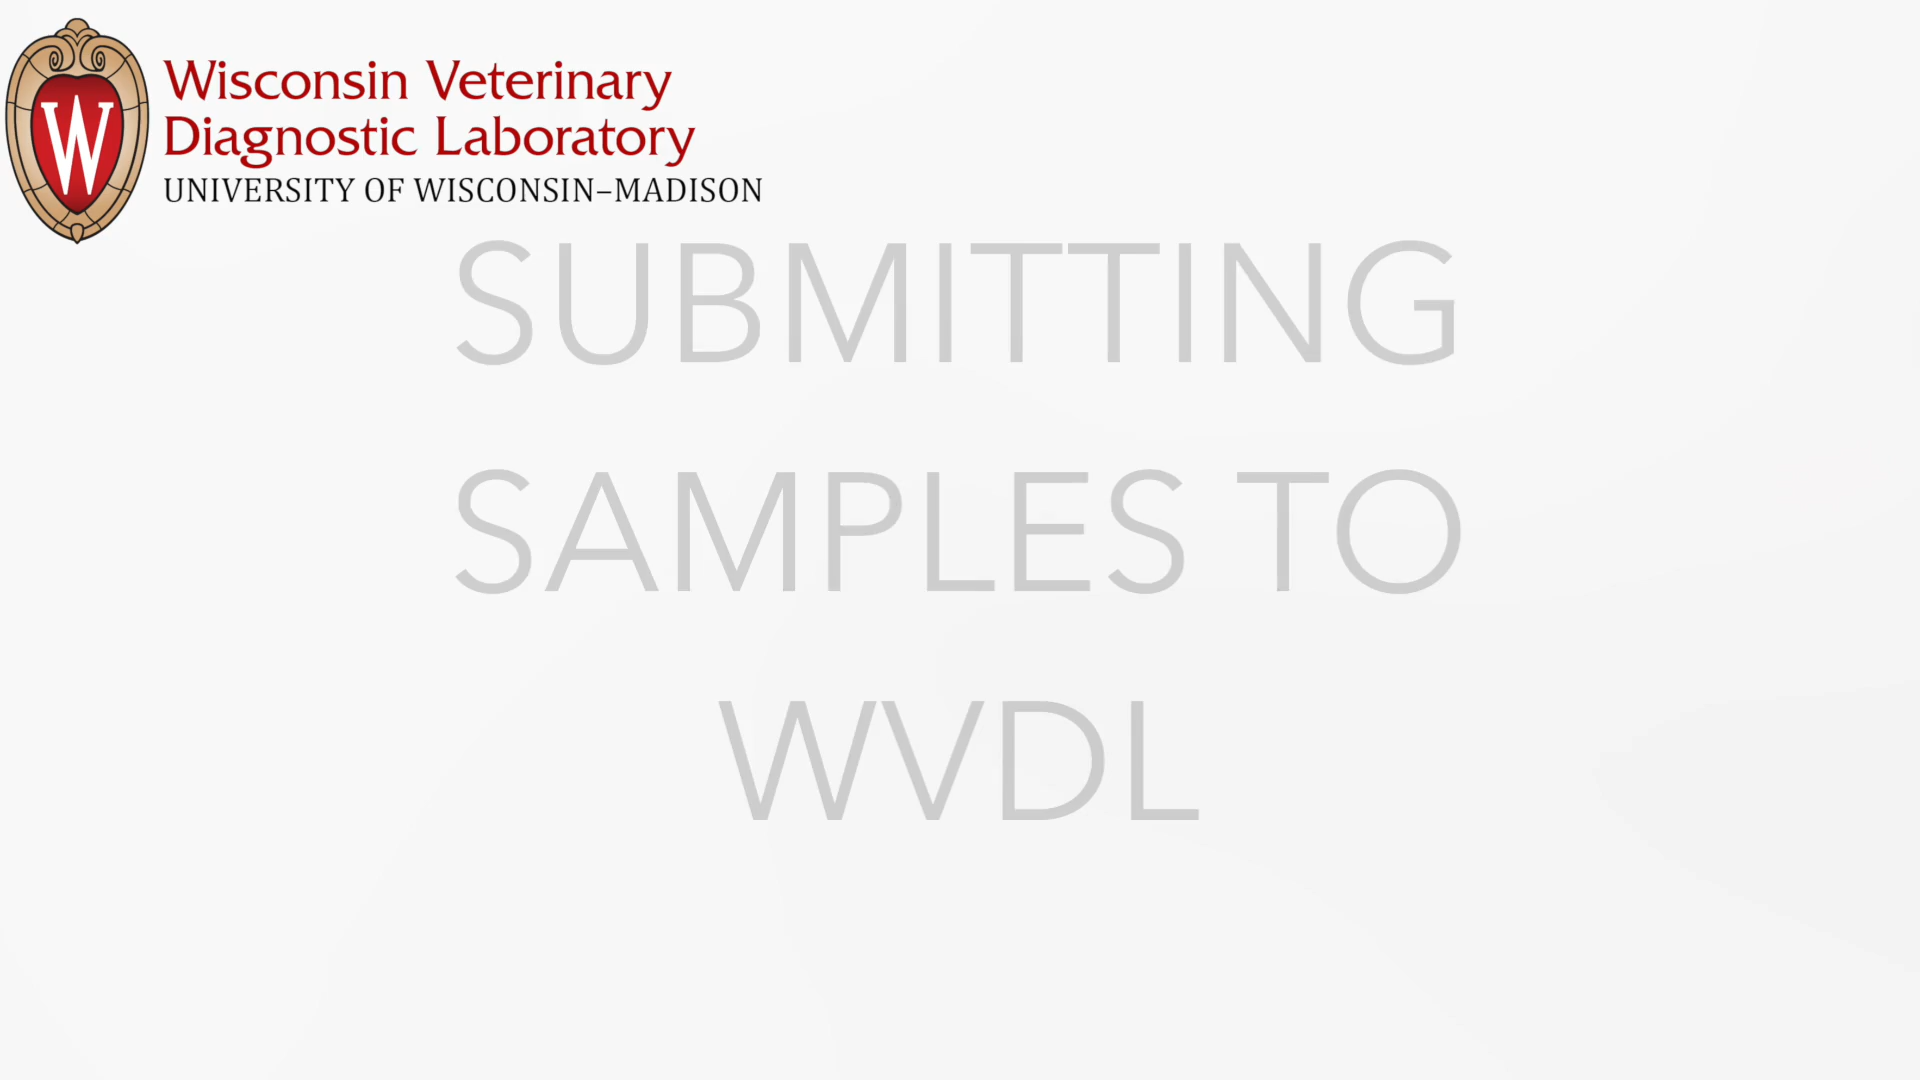 W
Wisconsin Veterinary
Diagnostic Laboratory
UNIVERSITY OF WISCONSIN–MADISON
SUBMITTING
SAMPLES TO
WVDL